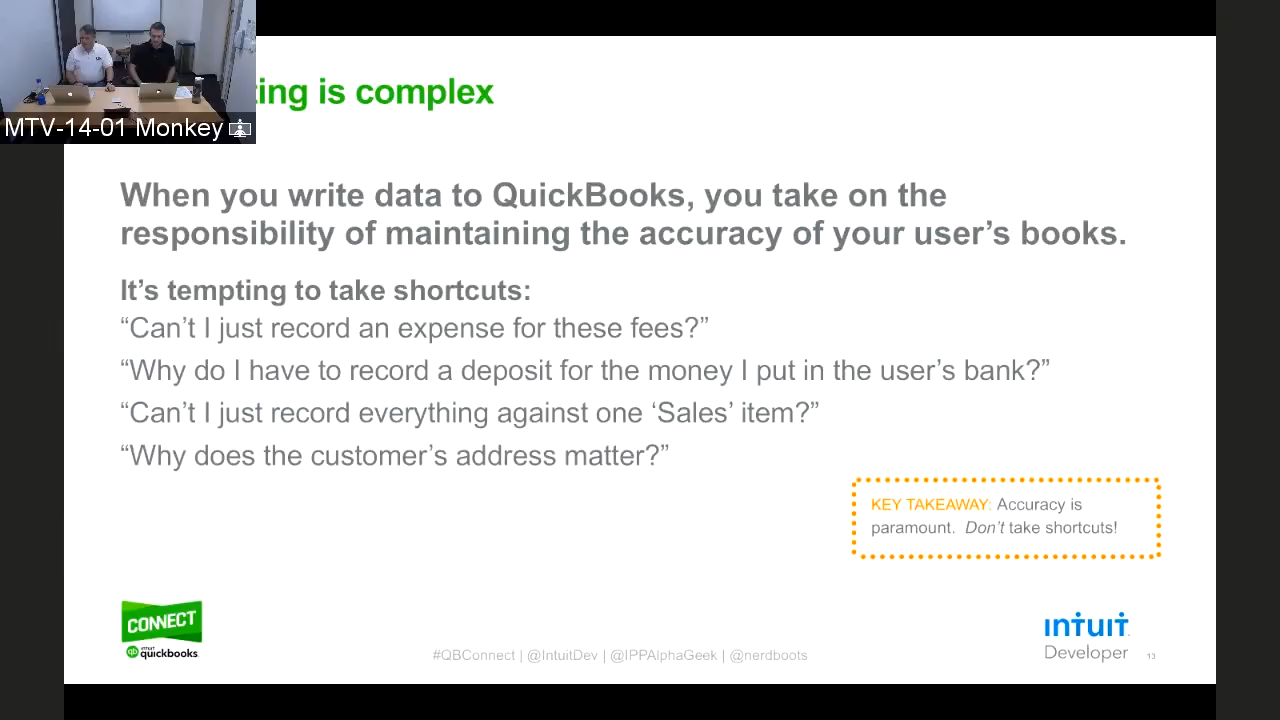 MTV-14-01 Monkey
ting is complex
When you write data to QuickBooks, you take on the
responsibility of maintaining the accuracy of your user’s books.
It’s tempting to take shortcuts:
“Can’t I just record an expense for these fees?”
“Why do I have to record a deposit for the money I put in the user’s bank?”
“Can’t I just record everything against one ‘Sales’ item?”
“Why does the customer’s address matter?”
KEY TAKEAWAY: Accuracy is
paramount. Don’t take shortcuts!
CONNECT
intuit
qb quickbooks
#QBConnect | @IntuitDev | @IPPAlphaGeek | @nerdboots
intuit
Developer
13